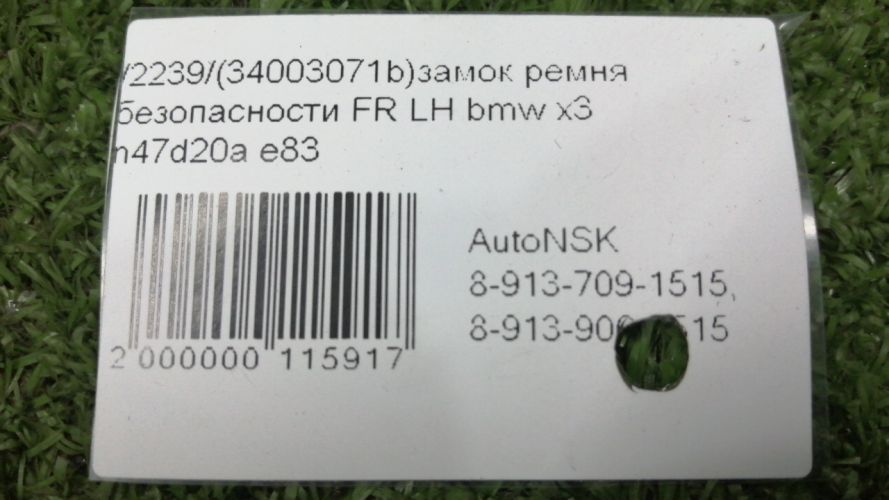 /2239/(34003071b)замок ремня
безопасности FR LH bmw x3
n47d20a e83
AutoNSK
8-913-709-1515,
2 000000 115917